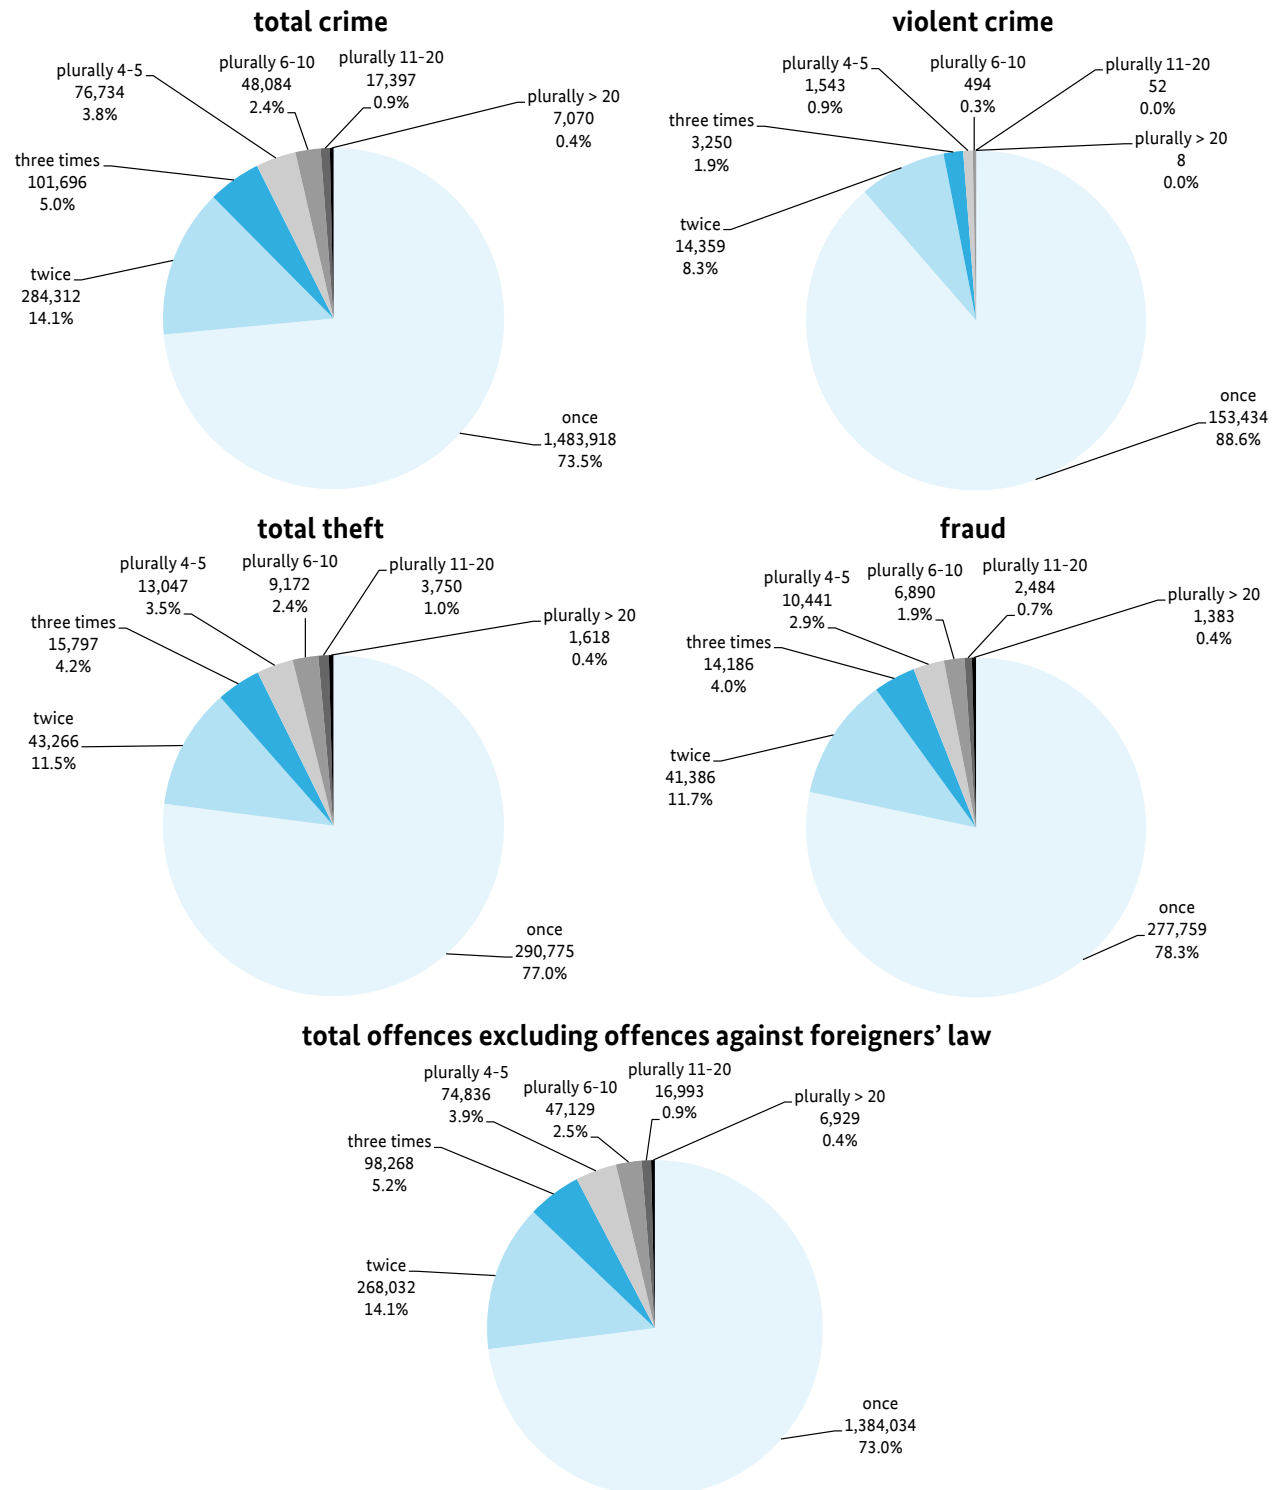 total crime
plurally 4-5
76,734
3.8%
plurally 6-10
48,084
2.4%
plurally 11-20
17,397
0.9%
plurally > 20
7,070
0.4%
three times
101,696
5.0%
twice
284,312
14.1%
once
1,483,918
73.5%
violent crime
plurally 4-5
1,543
0.9%
plurally 6-10
494
0.3%
plurally 11-20
52
0.0%
plurally > 20
8
0.0%
three times
3,250
1.9%
twice
14,359
8.3%
once
153,434
88.6%
total theft
plurally 4-5
13,047
3.5%
plurally 6-10
9,172
2.4%
plurally 11-20
3,750
1.0%
plurally > 20
1,618
0.4%
three times
15,797
4.2%
twice
43,266
11.5%
once
290,775
77.0%
fraud
plurally 4-5
10,441
2.9%
plurally 6-10
6,890
1.9%
plurally 11-20
2,484
0.7%
plurally > 20
1,383
0.4%
three times
14,186
4.0%
twice
41,386
11.7%
once
277,759
78.3%
total offences excluding offences against foreigners’ law
plurally 4-5
74,836
3.9%
plurally 6-10
47,129
2.5%
plurally 11-20
16,993
0.9%
plurally > 20
6,929
0.4%
three times
98,268
5.2%
twice
268,032
14.1%
once
1,384,034
73.0%